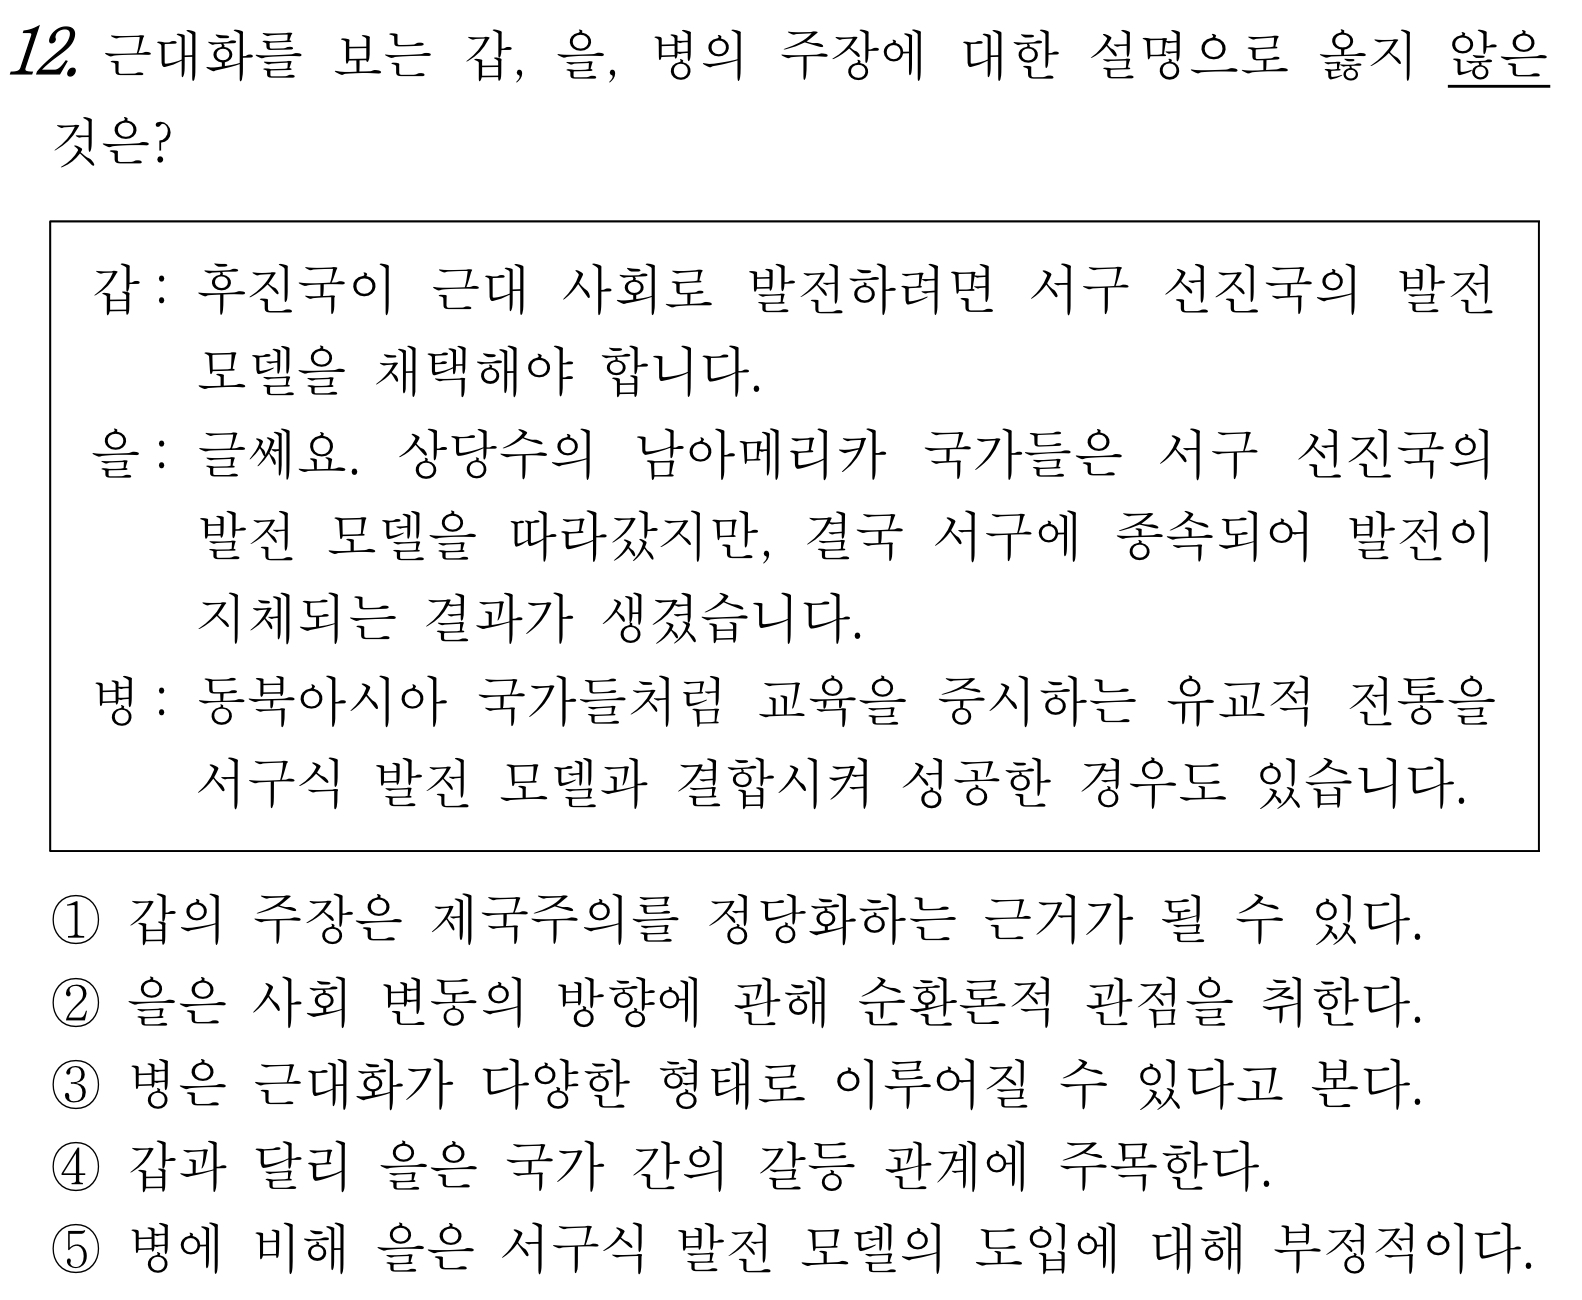 12. 근대화를 보는 갑, 을, 병의 주장에 대한 설명으로 옳지 않은
것은?
갑 : 후진국이 근대 사회로 발전하려면 서구 선진국의 발전
모델을 채택해야 합니다.
을 : 글쎄요. 상당수의 남아메리카 국가들은 서구 선진국의
발전 모델을 따라갔지만, 결국 서구에 종속되어 발전이
지체되는 결과가 생겼습니다.
병 : 동북아시아 국가들처럼 교육을 중시하는 유교적 전통을
서구식 발전 모델과 결합시켜 성공한 경우도 있습니다.
① 갑의 주장은 제국주의를 정당화하는 근거가 될 수 있다.
② 을은 사회 변동의 방향에 관해 순환론적 관점을 취한다.
③ 병은 근대화가 다양한 형태로 이루어질 수 있다고 본다.
④ 갑과 달리 을은 국가 간의 갈등 관계에 주목한다.
⑤ 병에 비해 을은 서구식 발전 모델의 도입에 대해 부정적이다.